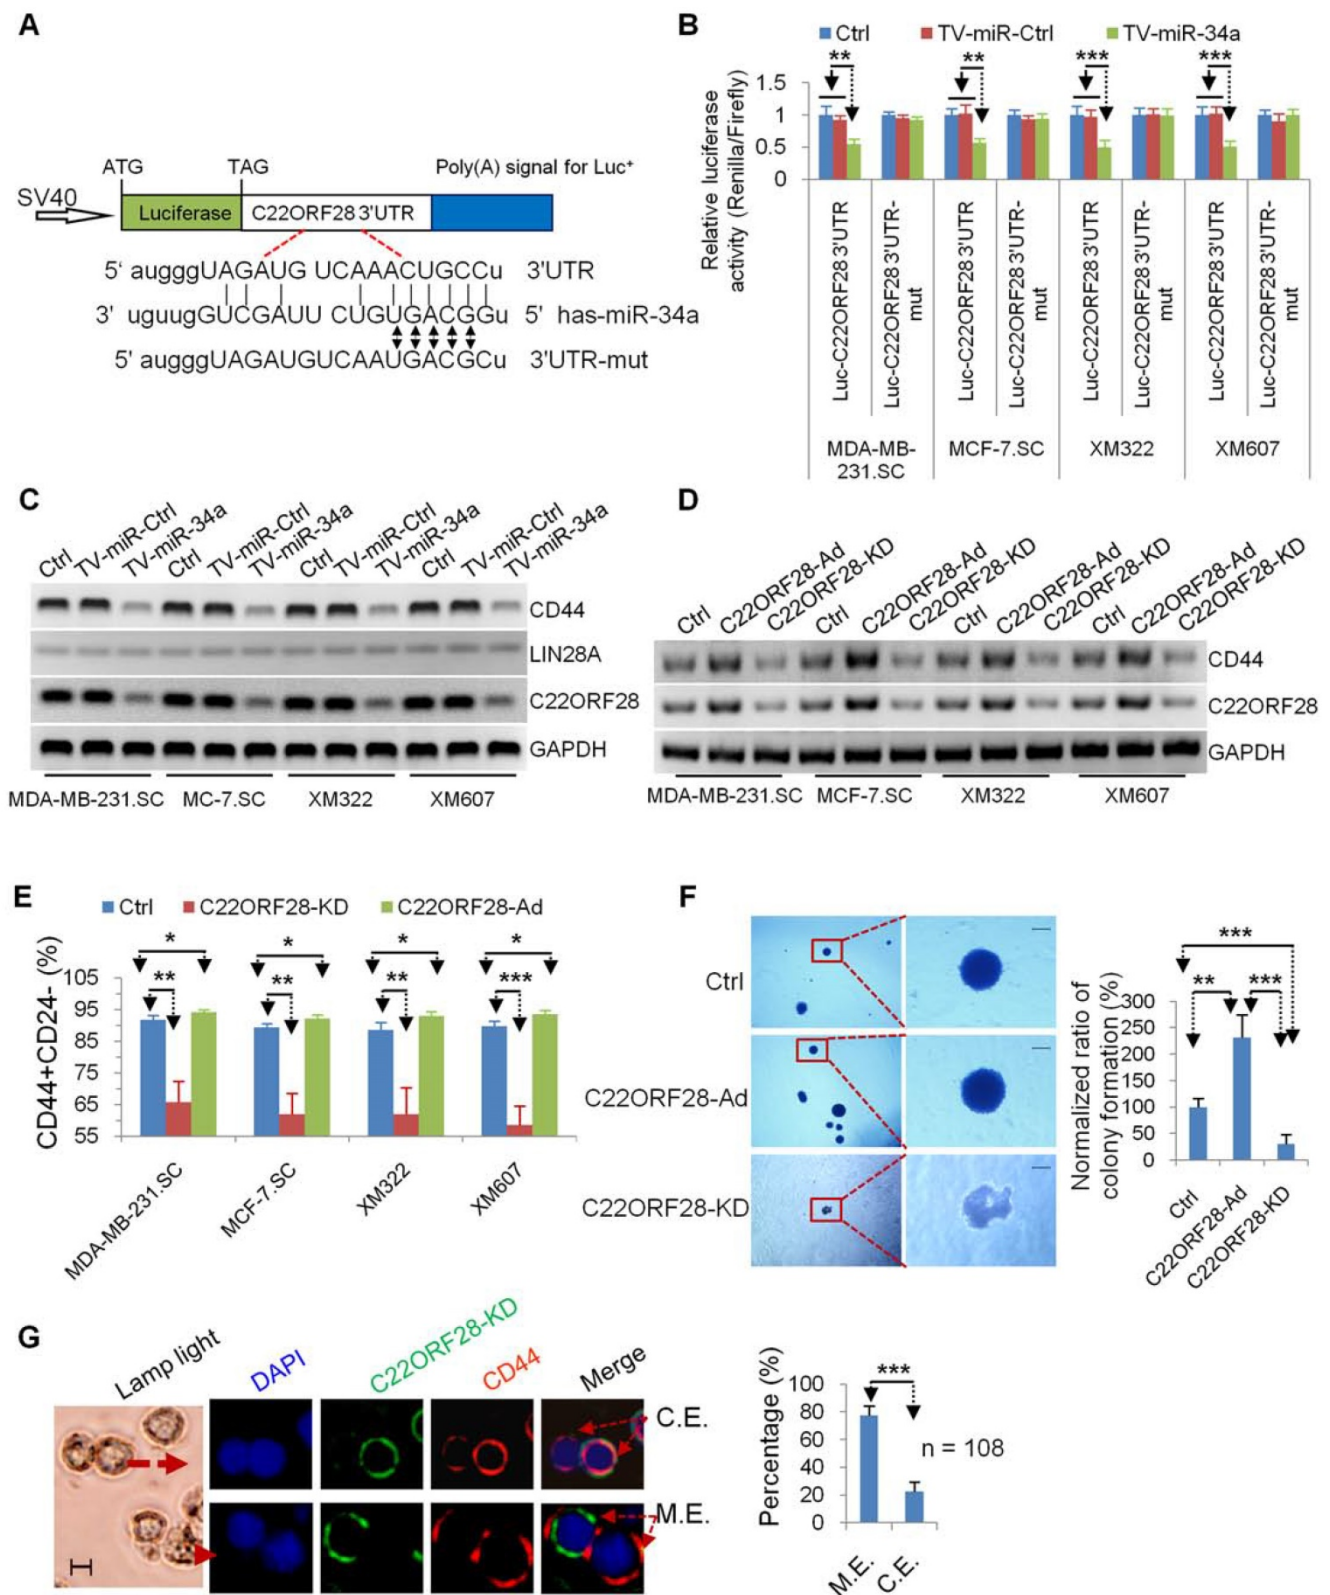 A
ATG TAG Poly(A) signal for Luc+
SV40
Luciferase C22ORF28 3'UTR
5' augggUAGAUG UCAAACUGCCu 3'UTR
3' uguugGUCGAUU CUGUGACGGu 5' has-miR-34a
5' augggUAGAUGUCAAUGACGCu 3'UTR-mut
B
Ctrl TV-miR-Ctrl TV-miR-34a
** ** *** ***
Relative luciferase
activity (Renilla/Firefly)
1.5
1
0.5
0
Luc-C22ORF28 3'UTR
Luc-C22ORF28 3'UTR-
mut
Luc-C22ORF28 3'UTR
Luc-C22ORF28 3'UTR-
mut
Luc-C22ORF28 3'UTR
Luc-C22ORF28 3'UTR-
mut
Luc-C22ORF28 3'UTR
Luc-C22ORF28 3'UTR-
mut
MDA-MB-
231.SC
MCF-7.SC
XM322
XM607
C
Ctrl TV-miR-Ctrl TV-miR-34a Ctrl TV-miR-Ctrl TV-miR-34a Ctrl TV-miR-Ctrl TV-miR-34a Ctrl TV-miR-Ctrl TV-miR-34a
CD44
LIN28A
C22ORF28
GAPDH
MDA-MB-231.SC MC-7.SC XM322 XM607
D
Ctrl C22ORF28-Ad C22ORF28-KD Ctrl C22ORF28-Ad C22ORF28-KD Ctrl C22ORF28-Ad C22ORF28-KD Ctrl C22ORF28-Ad C22ORF28-KD
CD44
C22ORF28
GAPDH
MDA-MB-231.SC MCF-7.SC XM322 XM607
E
Ctrl C22ORF28-KD C22ORF28-Ad
* * * *
** ** ** ***
CD44+CD24- (%)
105
95
85
75
65
55
MDA-MB-231.SC
MCF-7.SC
XM322
XM607
F
Ctrl
C22ORF28-Ad
C22ORF28-KD
Normalized ratio of
colony formation (%)
***
** ***
300
250
200
150
100
50
0
Ctrl
C22ORF28-Ad
C22ORF28-KD
G
Lamp light DAPI C22ORF28-KD CD44 Merge
C.E.
M.E.
Percentage (%)
***
100
80
60
40
20
0
n = 108
M.E.
C.E.